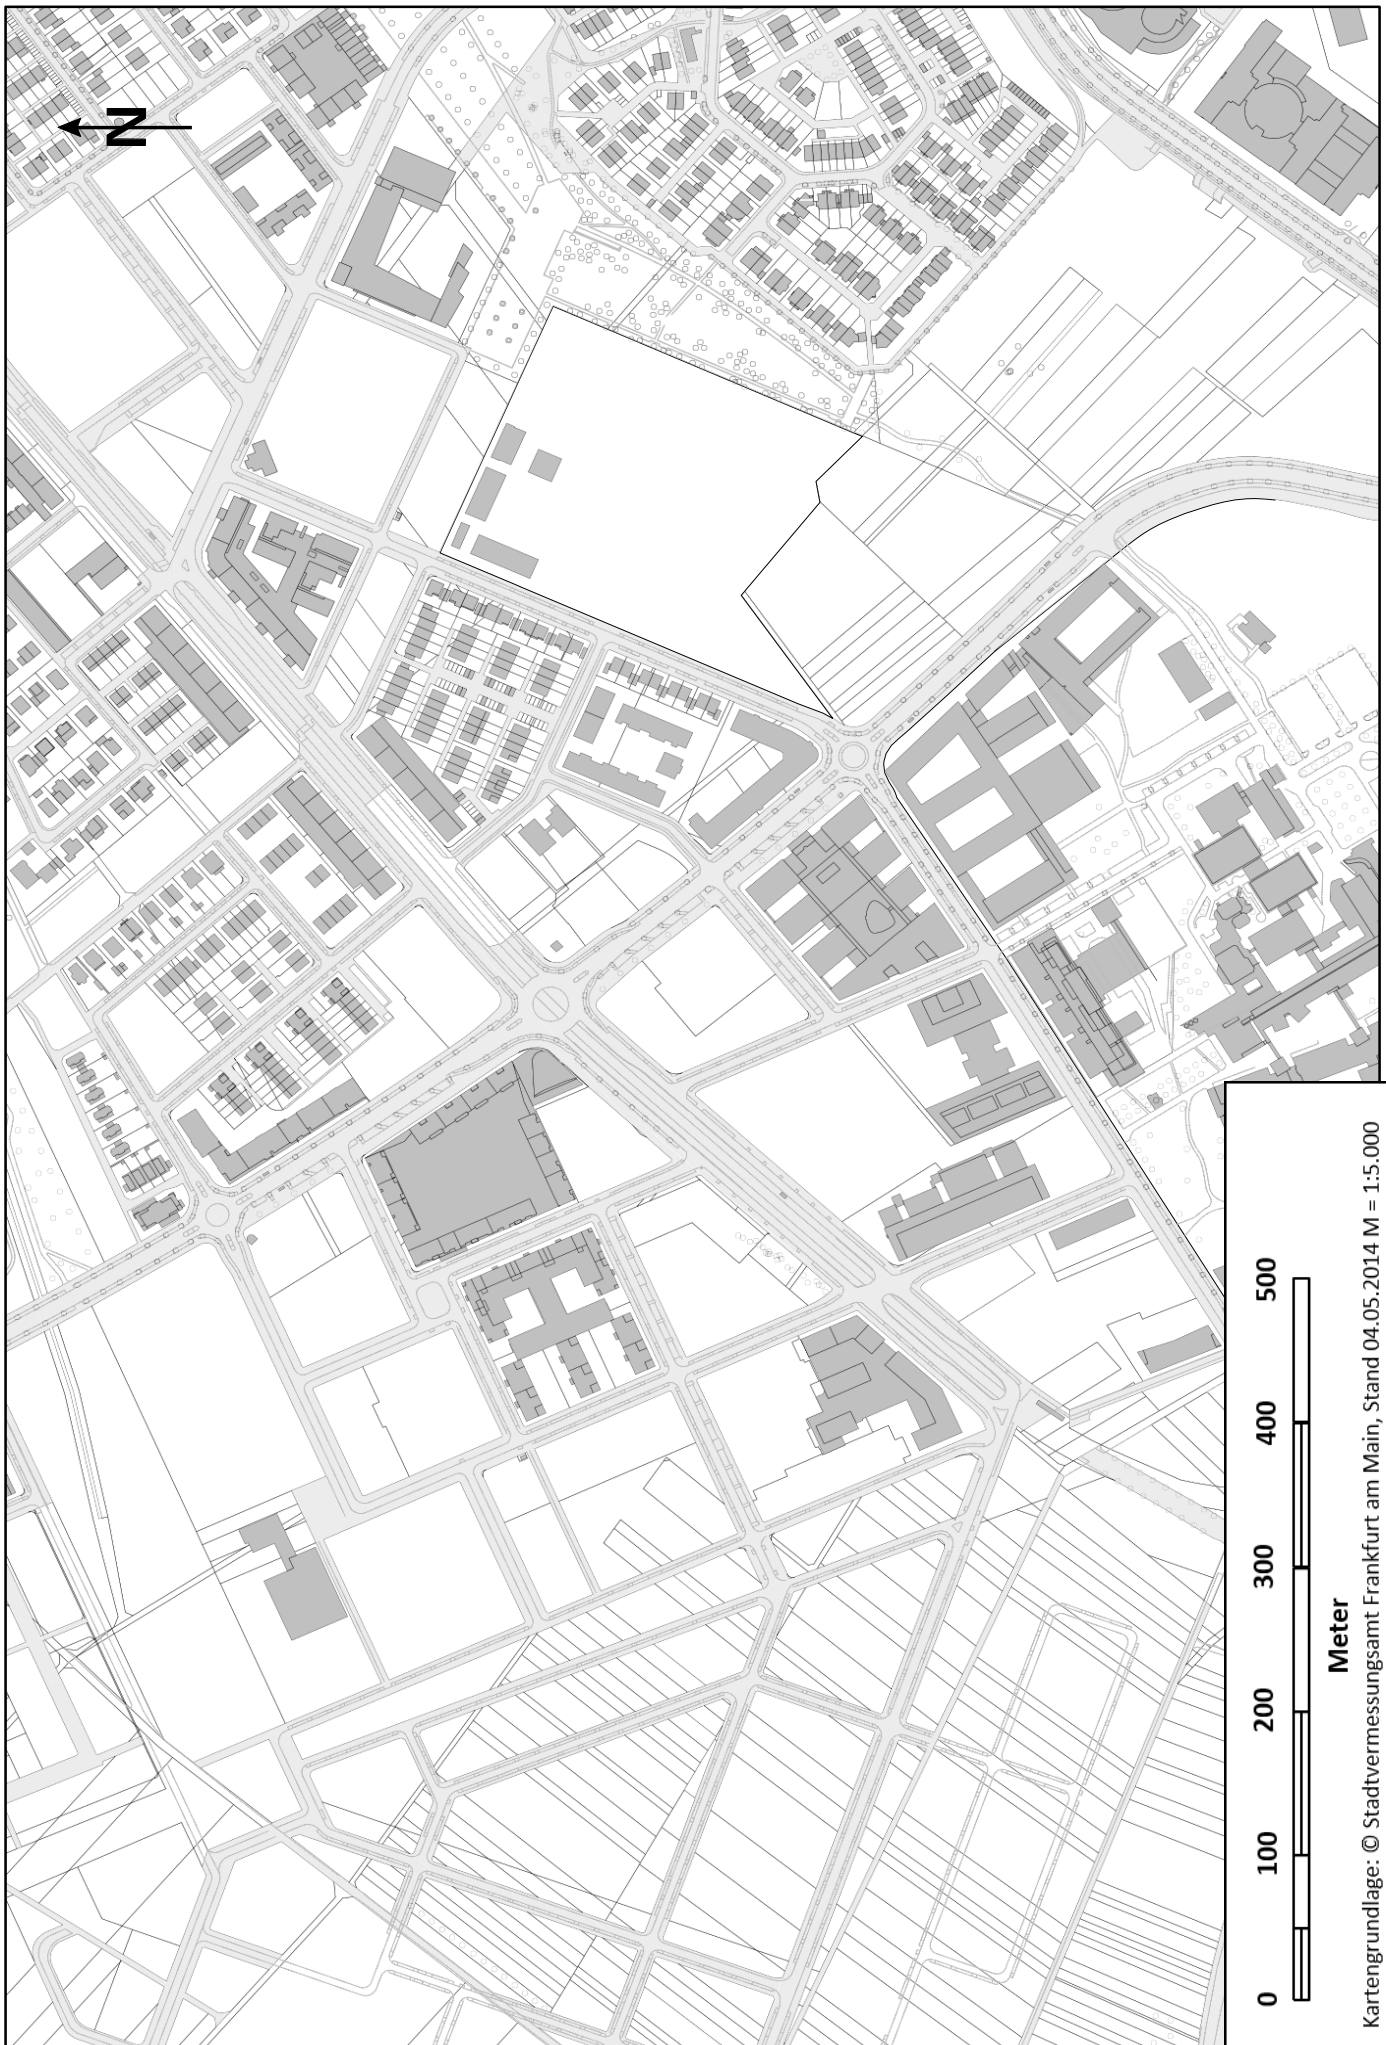 N
0 100 200 300 400 500
Meter
Kartengrundlage: © Stadtvermessungsamt Frankfurt am Main, Stand 04.05.2014 M = 1:5.000